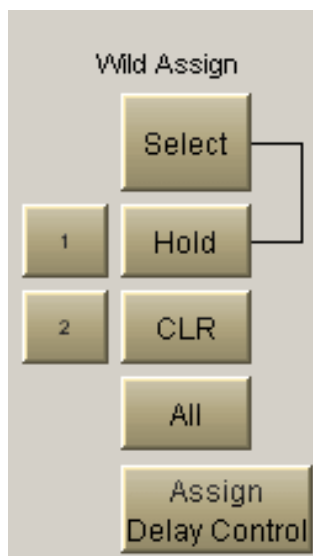 Wild Assign
Select
1 Hold
2 CLR
All
Assign
Delay Control